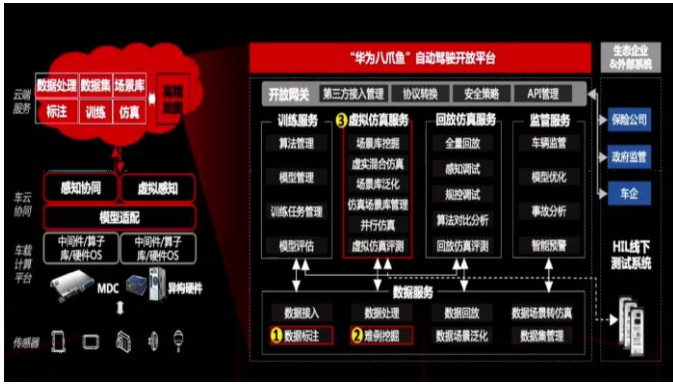 "华为八爪鱼"自动驾驶开放平台
生态企业
&外部系统
云端
服务
数据处理 数据集 场景库
标注 训练 仿真
高精
地图
开放网关 第三方接入管理 协议转换 安全策略 API管理
保险公司
政府监管
车企
训练服务
算法管理
模型管理
训练任务管理
模型评估
3 虚拟仿真服务
场景库挖掘
虚实混合仿真
场景库泛化
仿真场景库管理
并行仿真
虚拟仿真评测
回放仿真服务
全量回放
感知调试
规控调试
算法对比分析
回放仿真评测
监管服务
车辆监管
模型优化
事故分析
智能预警
车云
协同
感知协同 虚拟感知
模型适配
车载
计算
平台
中间件/算子
库/硬件OS
中间件/算子
库/硬件OS
MDC
异构硬件
传感器
HIL线下
测试系统
数据服务
数据接入 数据处理 数据回放 数据场景转仿真
1 数据标注 2 难例挖掘 数据场景泛化 数据集管理